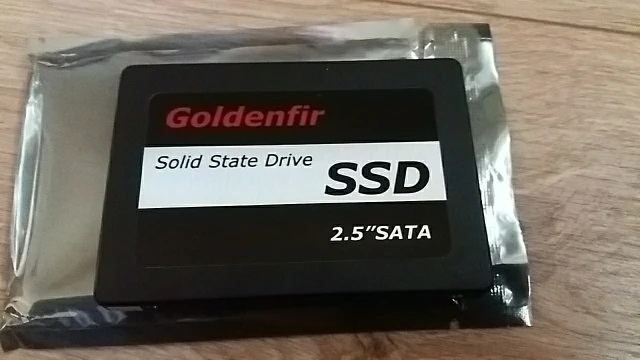 Goldenfir
Solid State Drive
SSD
2.5”SATA